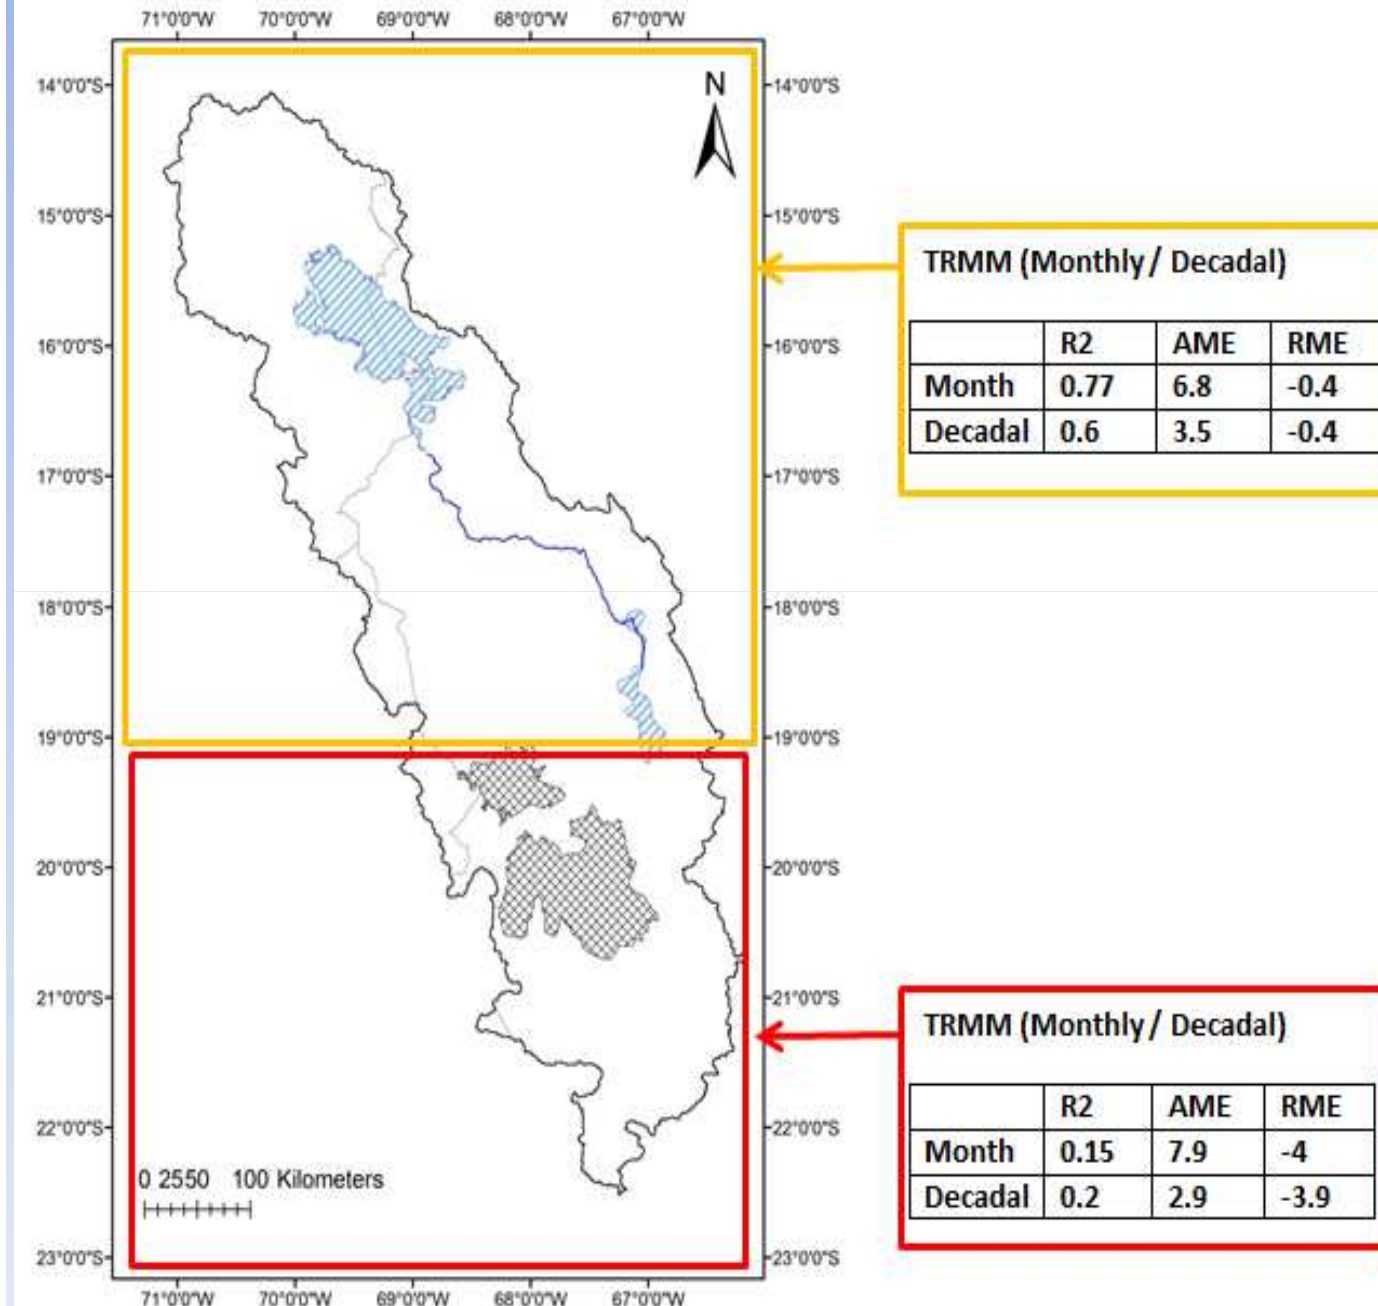 71°0'0"W 70°0'0"W 69°0'0"W 68°0'0"W 67°0'0"W
14°0'0"S 14°0'0"S
N
15°0'0"S 15°0'0"S
16°0'0"S 16°0'0"S
17°0'0"S 17°0'0"S
18°0'0"S 18°0'0"S
19°0'0"S 19°0'0"S
20°0'0"S 20°0'0"S
21°0'0"S 21°0'0"S
22°0'0"S 22°0'0"S
0 2550 100 Kilometers
23°0'0"S 23°0'0"S
71°0'0"W 70°0'0"W 69°0'0"W 68°0'0"W 67°0'0"W
TRMM (Monthly / Decadal)
R2 AME RME
Month 0.77 6.8 -0.4
Decadal 0.6 3.5 -0.4
TRMM (Monthly / Decadal)
R2 AME RME
Month 0.15 7.9 -4
Decadal 0.2 2.9 -3.9